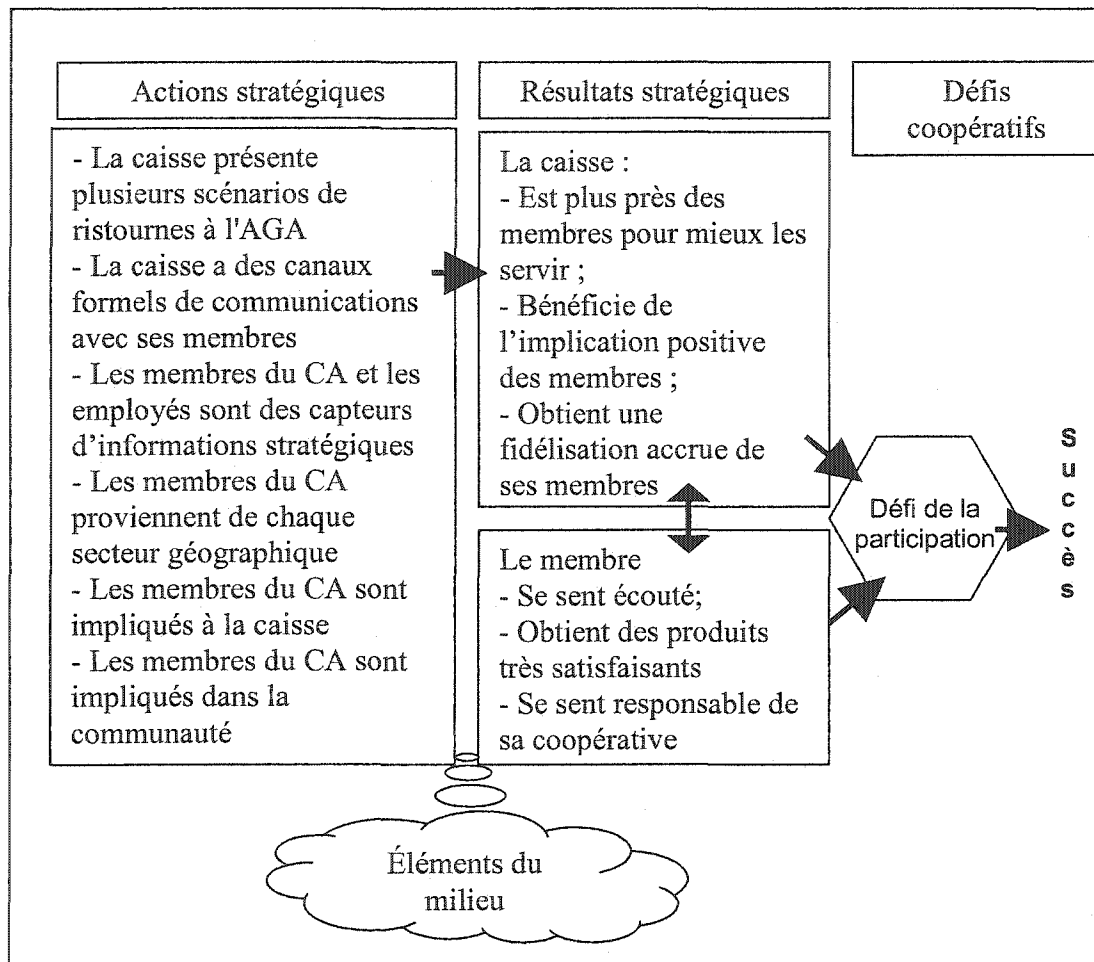 Actions stratégiques
- La caisse présente
plusieurs scénarios de
ristournes à l'AGA
- La caisse a des canaux
formels de communications
avec ses membres
- Les membres du CA et les
employés sont des capteurs
d'informations stratégiques
- Les membres du CA
proviennent de chaque
secteur géographique
- Les membres du CA sont
impliqués à la caisse
- Les membres du CA sont
impliqués dans la
communauté
Résultats stratégiques
La caisse :
- Est plus près des
membres pour mieux les
servir ;
- Bénéficie de
l'implication positive
des membres ;
- Obtient une
fidélisation accrue de
ses membres
Le membre
- Se sent écouté;
- Obtient des produits
très satisfaisants
- Se sent responsable de
sa coopérative
Défis
coopératifs
Défi de la
participation
Succès
Éléments du
milieu